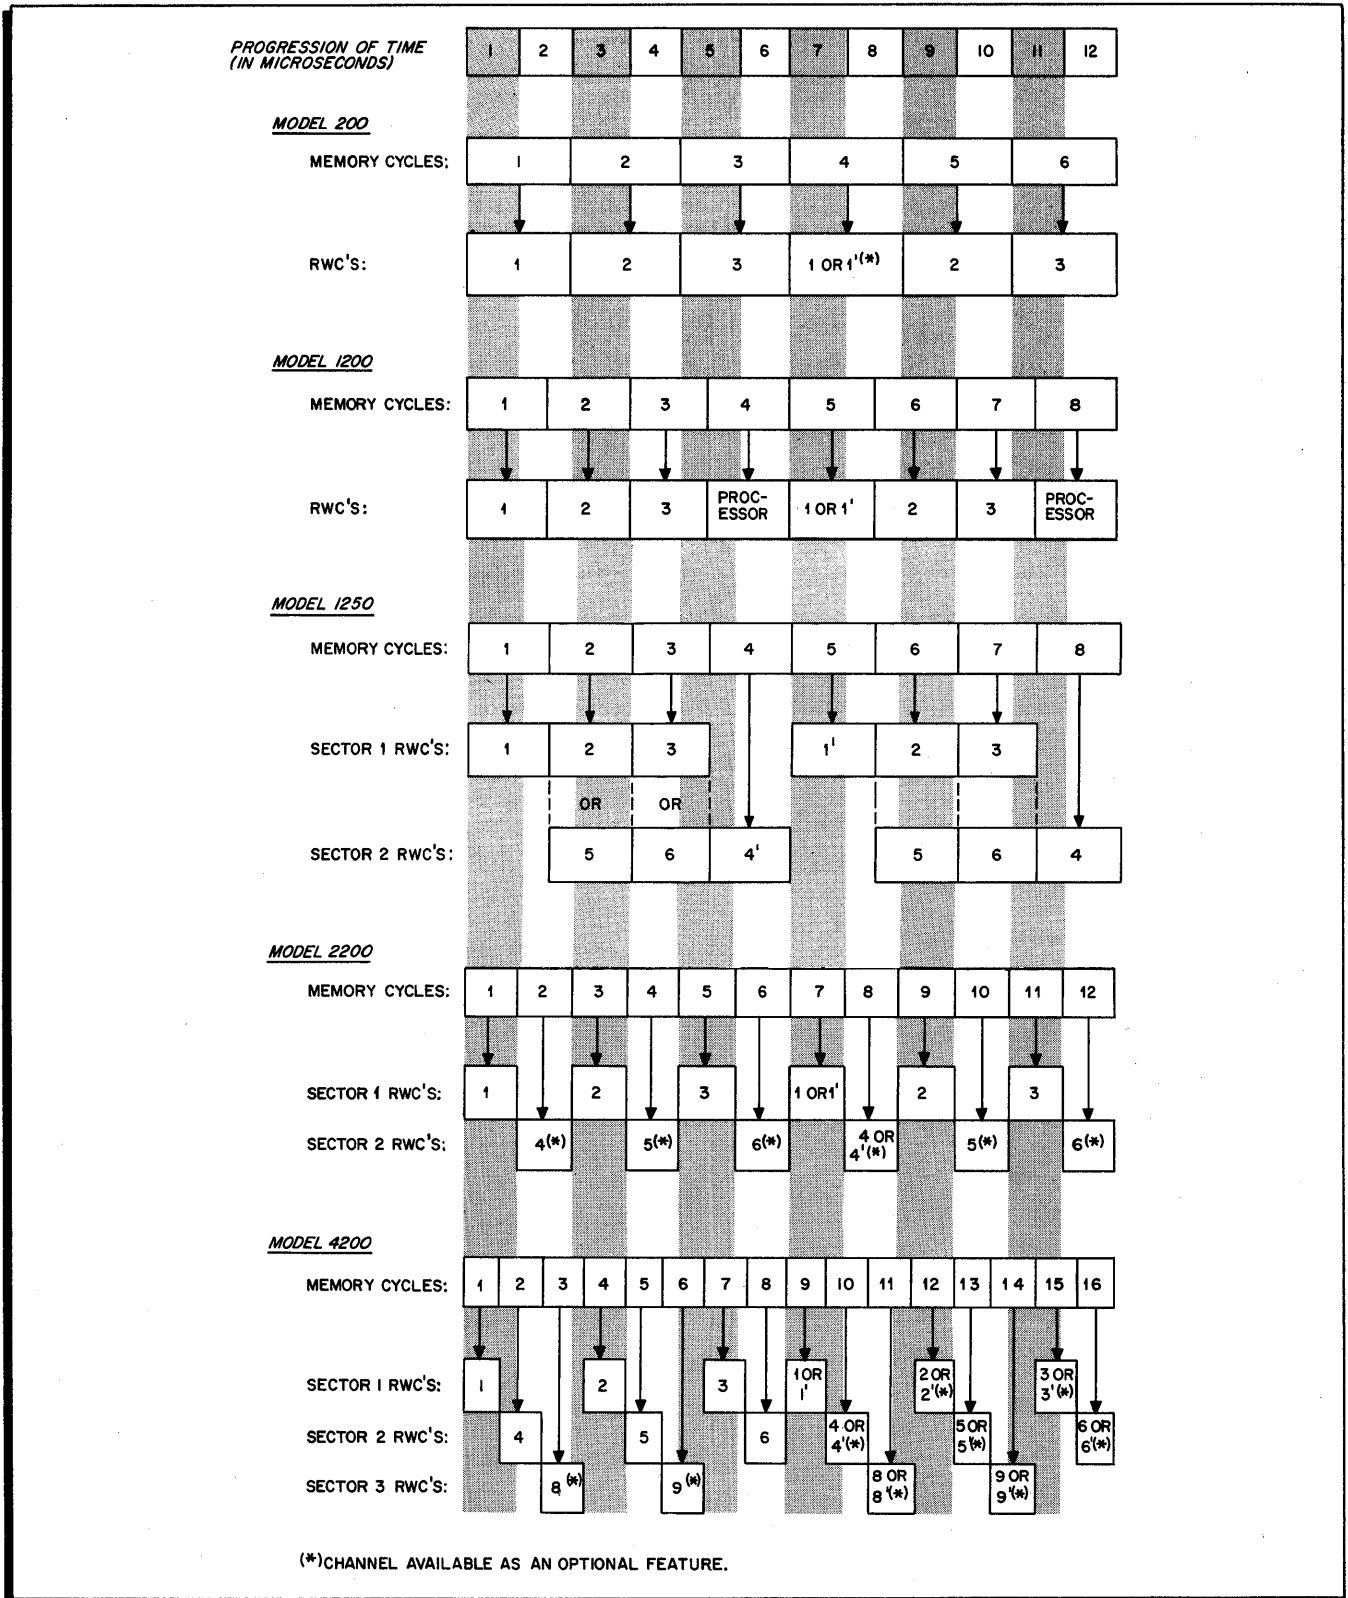 PROGRESSION OF TIME
(IN MICROSECONDS)
1 2 3 4 5 6 7 8 9 10 11 12
MODEL 200
MEMORY CYCLES: 1 2 3 4 5 6
RWC'S: 1 2 3 1 OR 1'(*) 2 3
MODEL 1200
MEMORY CYCLES: 1 2 3 4 5 6 7 8
RWC'S: 1 2 3 PROC-ESSOR 1 OR 1' 2 3 PROC-ESSOR
MODEL 1250
MEMORY CYCLES: 1 2 3 4 5 6 7 8
SECTOR 1 RWC'S: 1 2 3 1' 2 3
OR OR
SECTOR 2 RWC'S: 5 6 4' 5 6 4
MODEL 2200
MEMORY CYCLES: 1 2 3 4 5 6 7 8 9 10 11 12
SECTOR 1 RWC'S: 1 2 3 1 OR 1' 2 3
SECTOR 2 RWC'S: 4(*) 5(*) 6(*) 4 OR 4'(*) 5(*) 6(*)
MODEL 4200
MEMORY CYCLES: 1 2 3 4 5 6 7 8 9 10 11 12 13 14 15 16
SECTOR 1 RWC'S: 1 2 3 1 OR 1' 2 OR 2'(*) 3 OR 3'(*)
SECTOR 2 RWC'S: 4 5 6 4 OR 4'(*) 5 OR 5'(*) 6 OR 6'(*)
SECTOR 3 RWC'S: 8(*) 9(*) 8 OR 8'(*) 9 OR 9'(*)
(*)CHANNEL AVAILABLE AS AN OPTIONAL FEATURE.